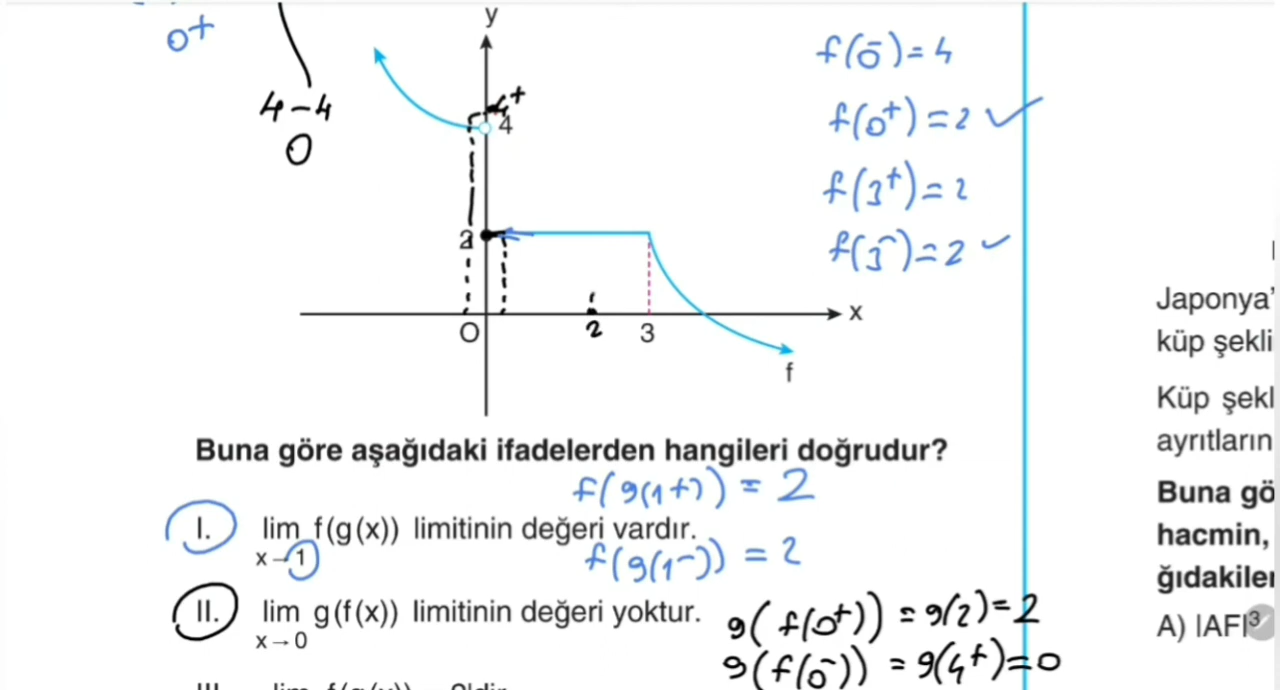 0+
4-4
0
y
4+
4
2
O
2
3
x
f
f(0-)=4
f(0+)=2 ✓
f(3+)=2
f(3-)=2 ✓
Buna göre aşağıdaki ifadelerden hangileri doğrudur?
f(g(1+)) = 2
I. lim f(g(x)) limitinin değeri vardır.
x→1
f(g(1-)) = 2
II. lim g(f(x)) limitinin değeri yoktur.
x→0
g(f(0+)) = g(2)=2
g(f(0-)) = g(4+)=0
Japonya'
küp şekli
Küp şekl
ayrıtların
Buna gö
hacmin,
ğıdakiler
A) |AF|3